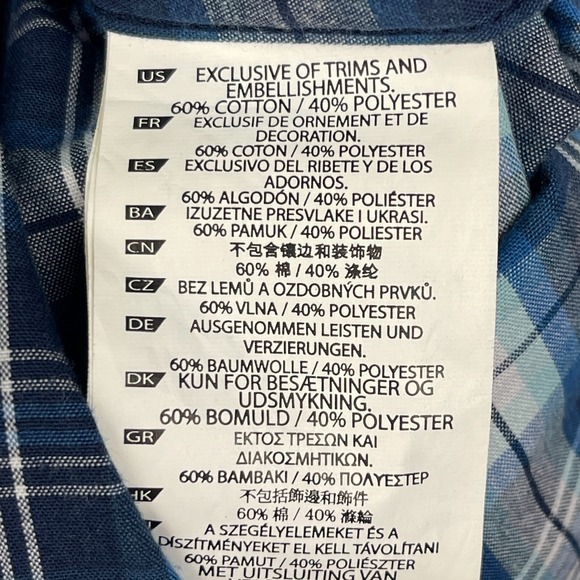 US EXCLUSIVE OF TRIMS AND
EMBELLISHMENTS.
60% COTTON / 40% POLYESTER
FR EXCLUSIF DE ORNEMENT ET DE
DECORATION.
60% COTON / 40% POLYESTER
ES EXCLUSIVO DEL RIBETE Y DE LOS
ADORNOS.
60% ALGODÓN / 40% POLIÉSTER
BA IZUZETNE PRESVLAKE I UKRASI.
60% PAMUK / 40% POLIESTER
CN 不包含镶边和装饰物
60% 棉 / 40% 涤纶
CZ BEZ LEMŮ A OZDOBNÝCH PRVKŮ.
60% VLNA / 40% POLYESTER
DE AUSGENOMMEN LEISTEN UND
VERZIERUNGEN.
60% BAUMWOLLE / 40% POLYESTER
DK KUN FOR BESÆTNINGER OG
UDSMYKNING.
60% BOMULD / 40% POLYESTER
GR ΕΚΤΟΣ ΤΡΕΣΩΝ ΚΑΙ
ΔΙΑΚΟΣΜΗΤΙΚΩΝ.
60% ΒΑΜΒΑΚΙ / 40% ΠΟΛΥΕΣΤΕΡ
HK 不包括飾邊和飾件
60% 棉 / 40% 滌綸
A SZEGÉLYELEMEKET ÉS A
DÍSZÍTMÉNYEKET EL KELL TÁVOLÍTANI
60% PAMUT / 40% POLIÉSZTER
MET UITSLUITING VAN